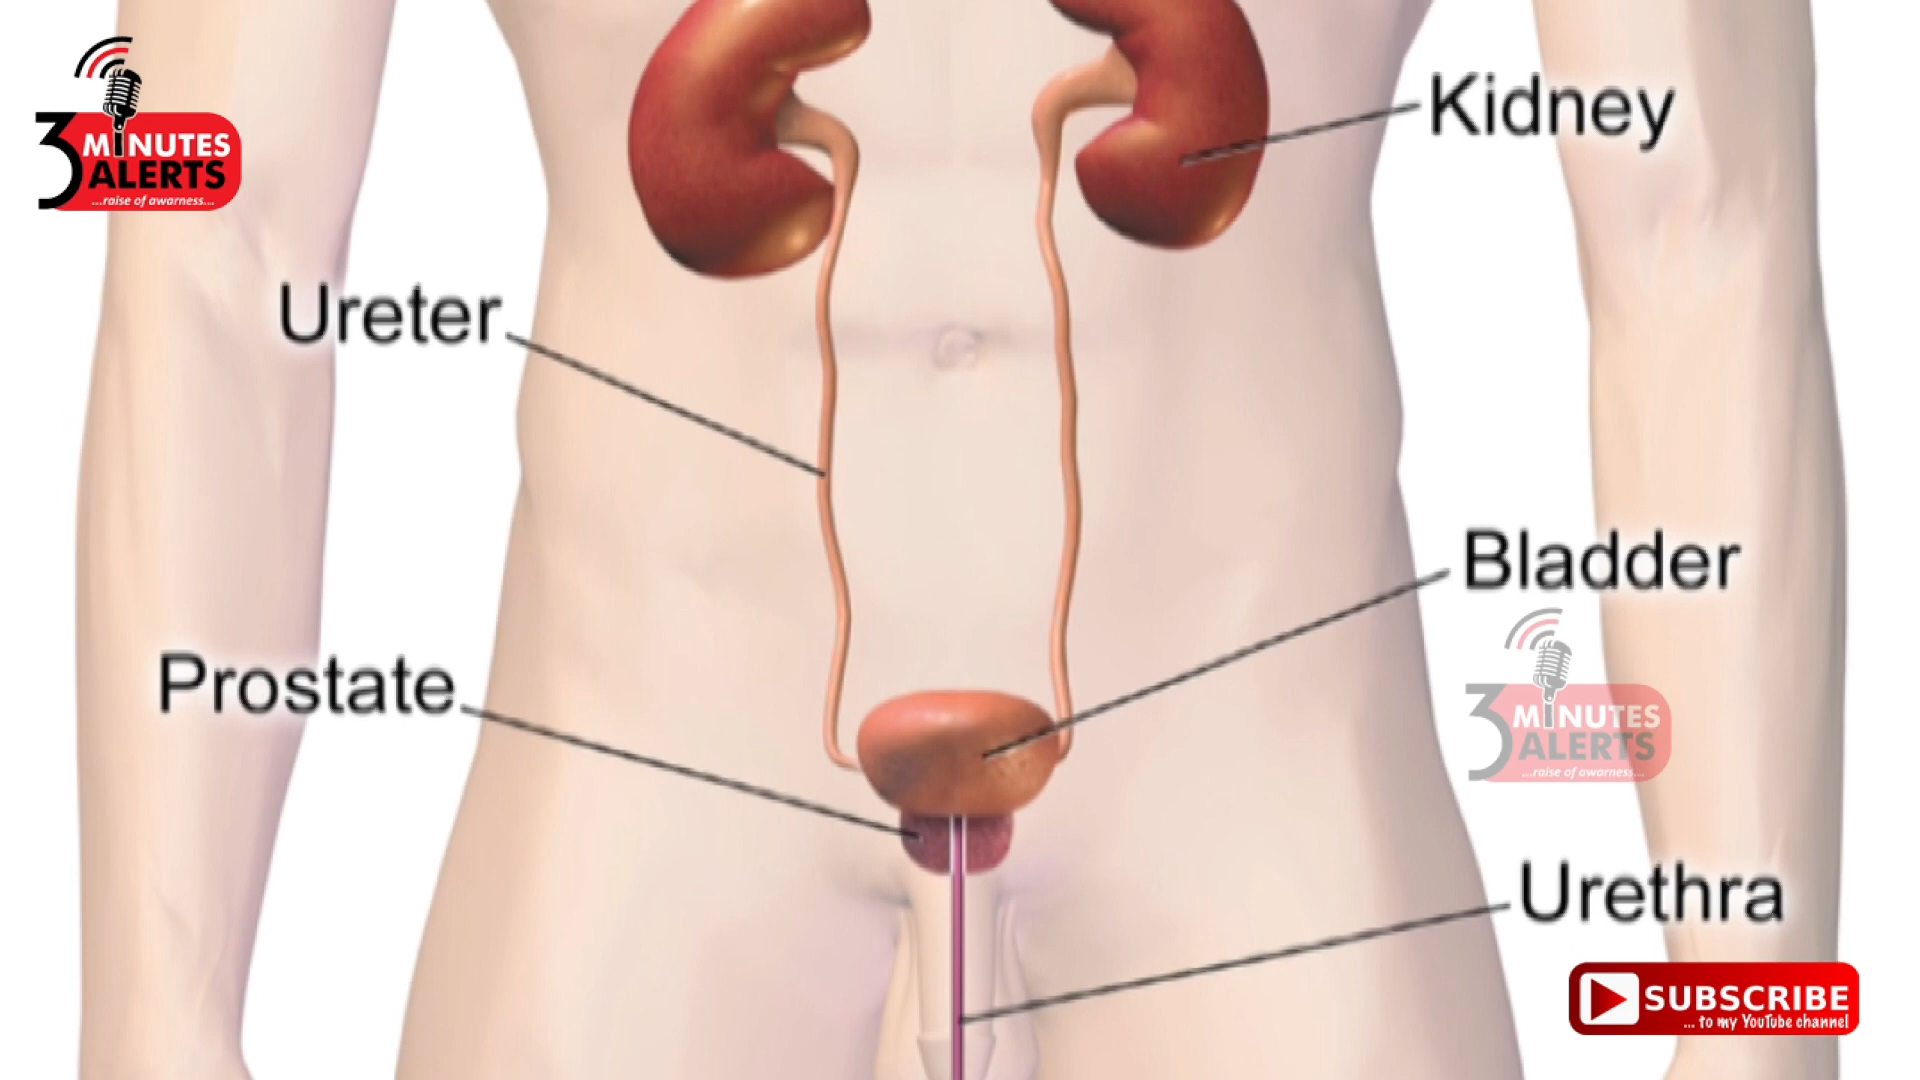 3 MINUTES
ALERTS
...raise of awarness...
Kidney
Ureter
Bladder
Prostate
3 MINUTES
ALERTS
...raise of awarness...
Urethra
SUBSCRIBE
... to my YouTube channel